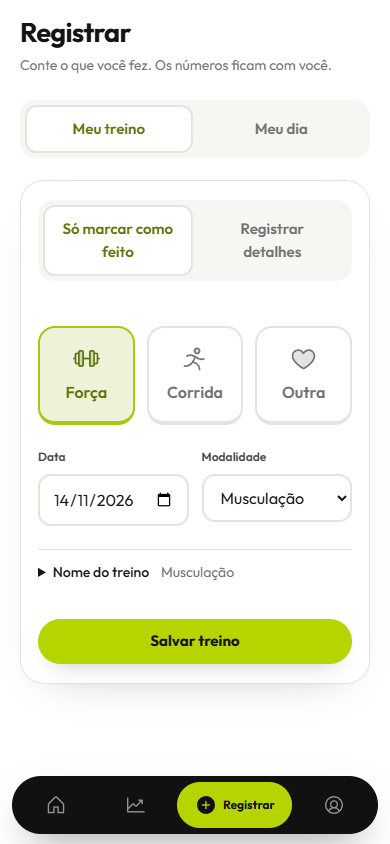 Registrar
Conte o que você fez. Os números ficam com você.
Meu treino
Meu dia
Só marcar como
feito
Registrar
detalhes
Força
Corrida
Outra
Data
Modalidade
14/11/2026
Musculação
Nome do treino Musculação
Salvar treino
Registrar